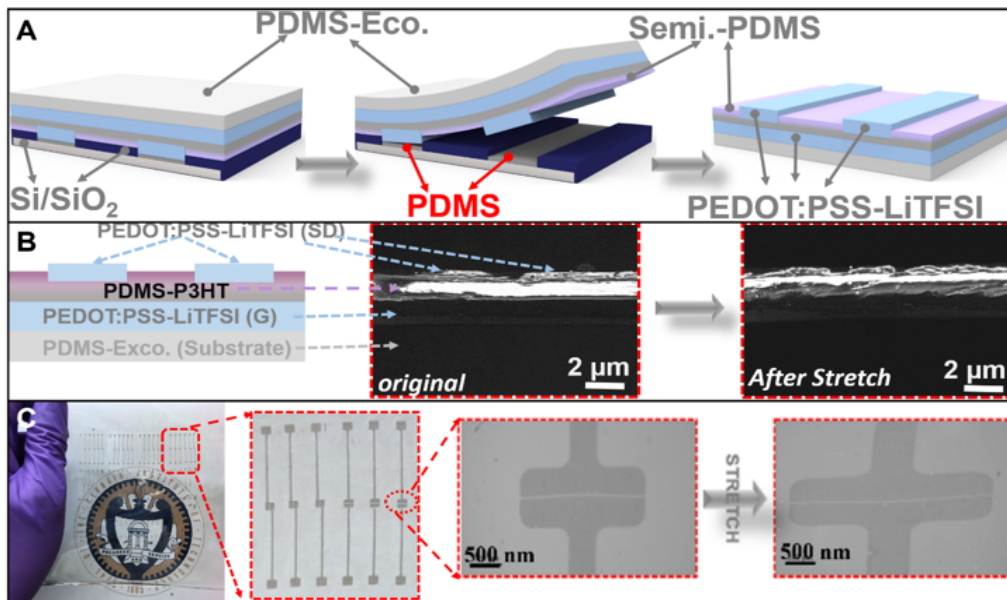 A
PDMS-Eco.
Semi.-PDMS
Si/SiO2
PDMS
PEDOT:PSS-LiTFSI
B
PEDOT:PSS-LiTFSI (SD)
PDMS-P3HT
PEDOT:PSS-LiTFSI (G)
PDMS-Exco. (Substrate)
original
2 μm
After Stretch
2 μm
C
STRETCH
500 nm
500 nm